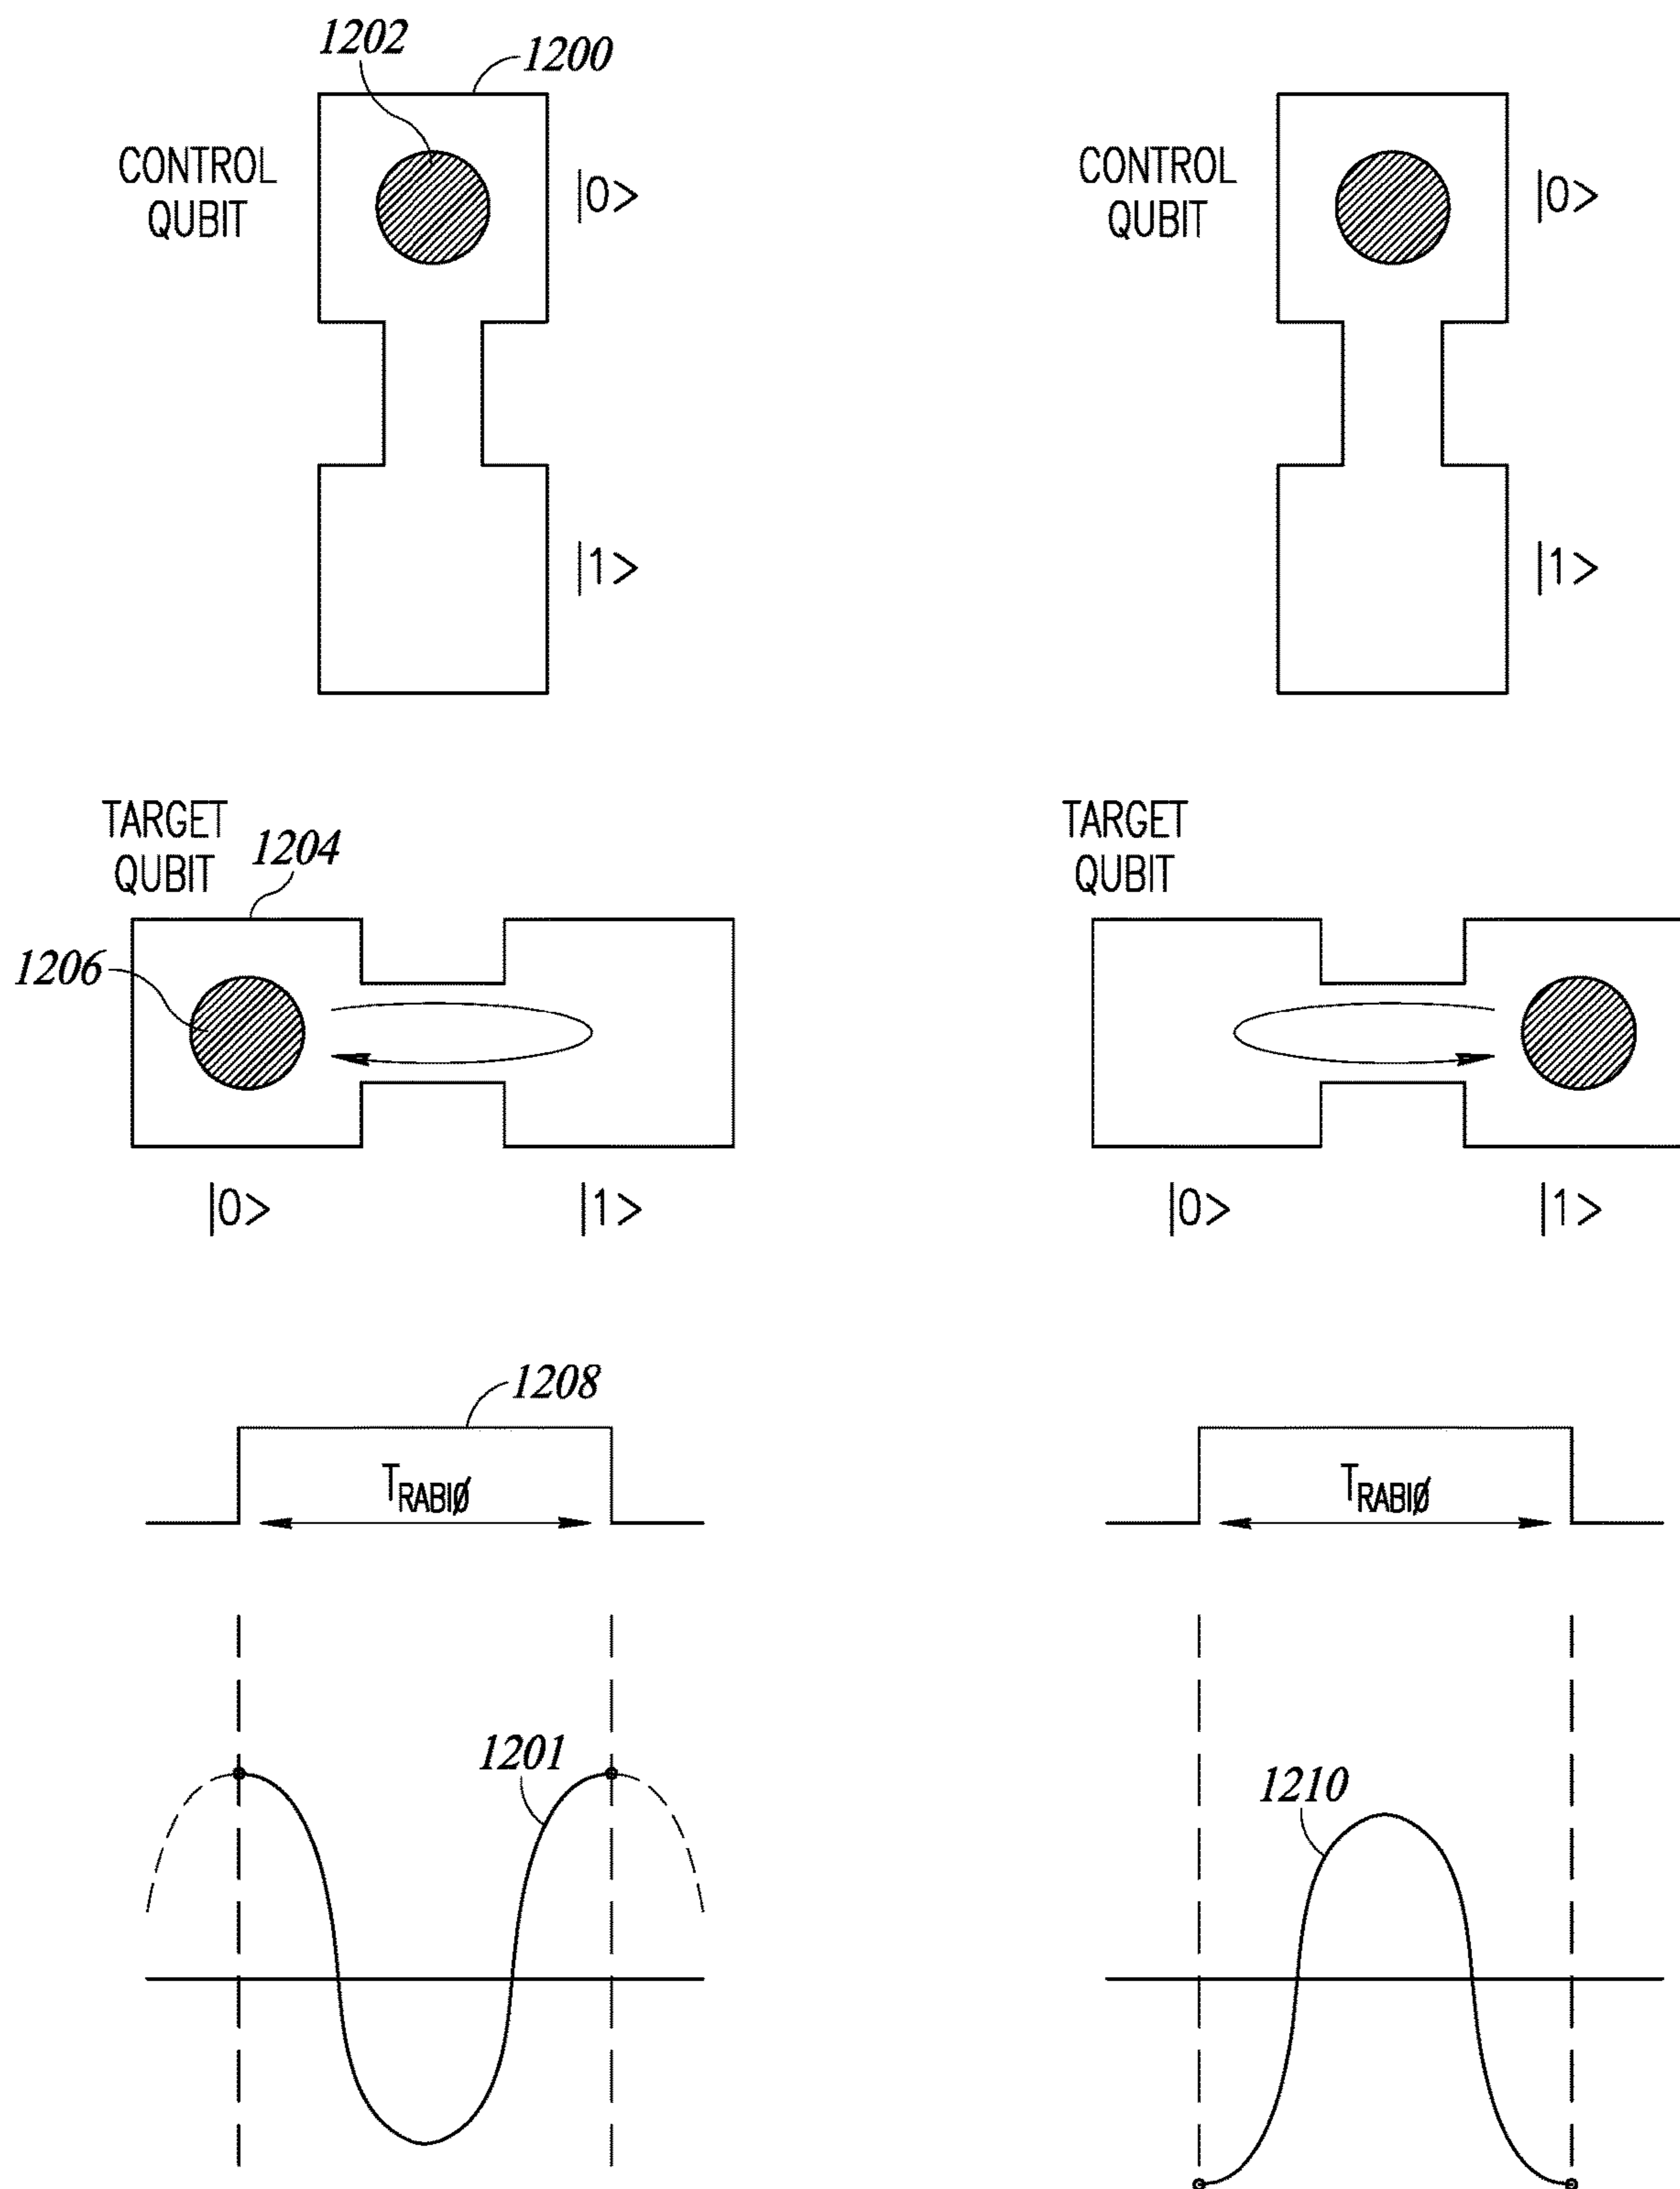 1202
1200
CONTROL
QUBIT
|0>
|1>
CONTROL
QUBIT
|0>
|1>
TARGET
QUBIT
1204
1206
|0>
|1>
TARGET
QUBIT
|0>
|1>
1208
TRABIØ
TRABIØ
1201
1210